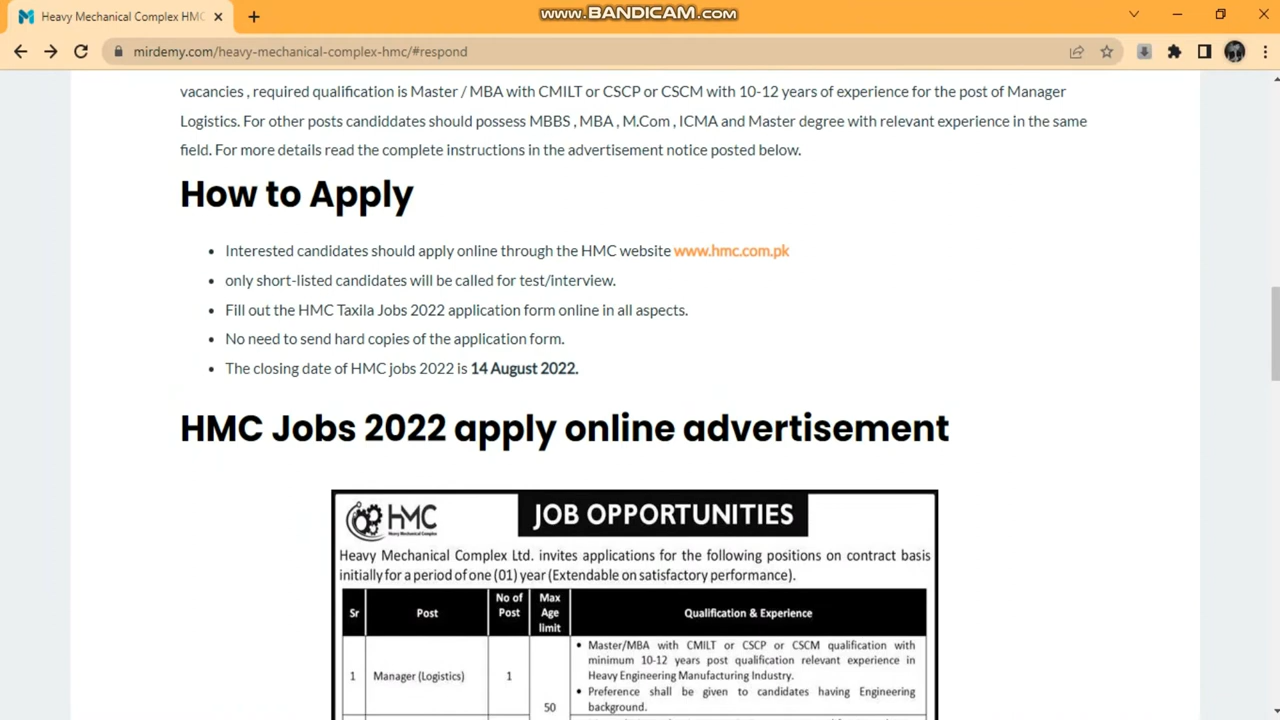 Heavy Mechanical Complex HMC
www.BANDICAM.com
mirdemy.com/heavy-mechanical-complex-hmc/#respond
vacancies , required qualification is Master / MBA with CMILT or CSCP or CSCM with 10-12 years of experience for the post of Manager
Logistics. For other posts candiddates should possess MBBS , MBA , M.Com , ICMA and Master degree with relevant experience in the same
field. For more details read the complete instructions in the advertisement notice posted below.
How to Apply
• Interested candidates should apply online through the HMC website www.hmc.com.pk
• only short-listed candidates will be called for test/interview.
• Fill out the HMC Taxila Jobs 2022 application form online in all aspects.
• No need to send hard copies of the application form.
• The closing date of HMC jobs 2022 is 14 August 2022.
HMC Jobs 2022 apply online advertisement
HMC
Heavy Mechanical Complex
JOB OPPORTUNITIES
Heavy Mechanical Complex Ltd. invites applications for the following positions on contract basis
initially for a period of one (01) year (Extendable on satisfactory performance).
Sr Post No of Post Max Age limit Qualification & Experience
1 Manager (Logistics) 1 50
• Master/MBA with CMILT or CSCP or CSCM qualification with
minimum 10-12 years post qualification relevant experience in
Heavy Engineering Manufacturing Industry.
• Preference shall be given to candidates having Engineering
background.